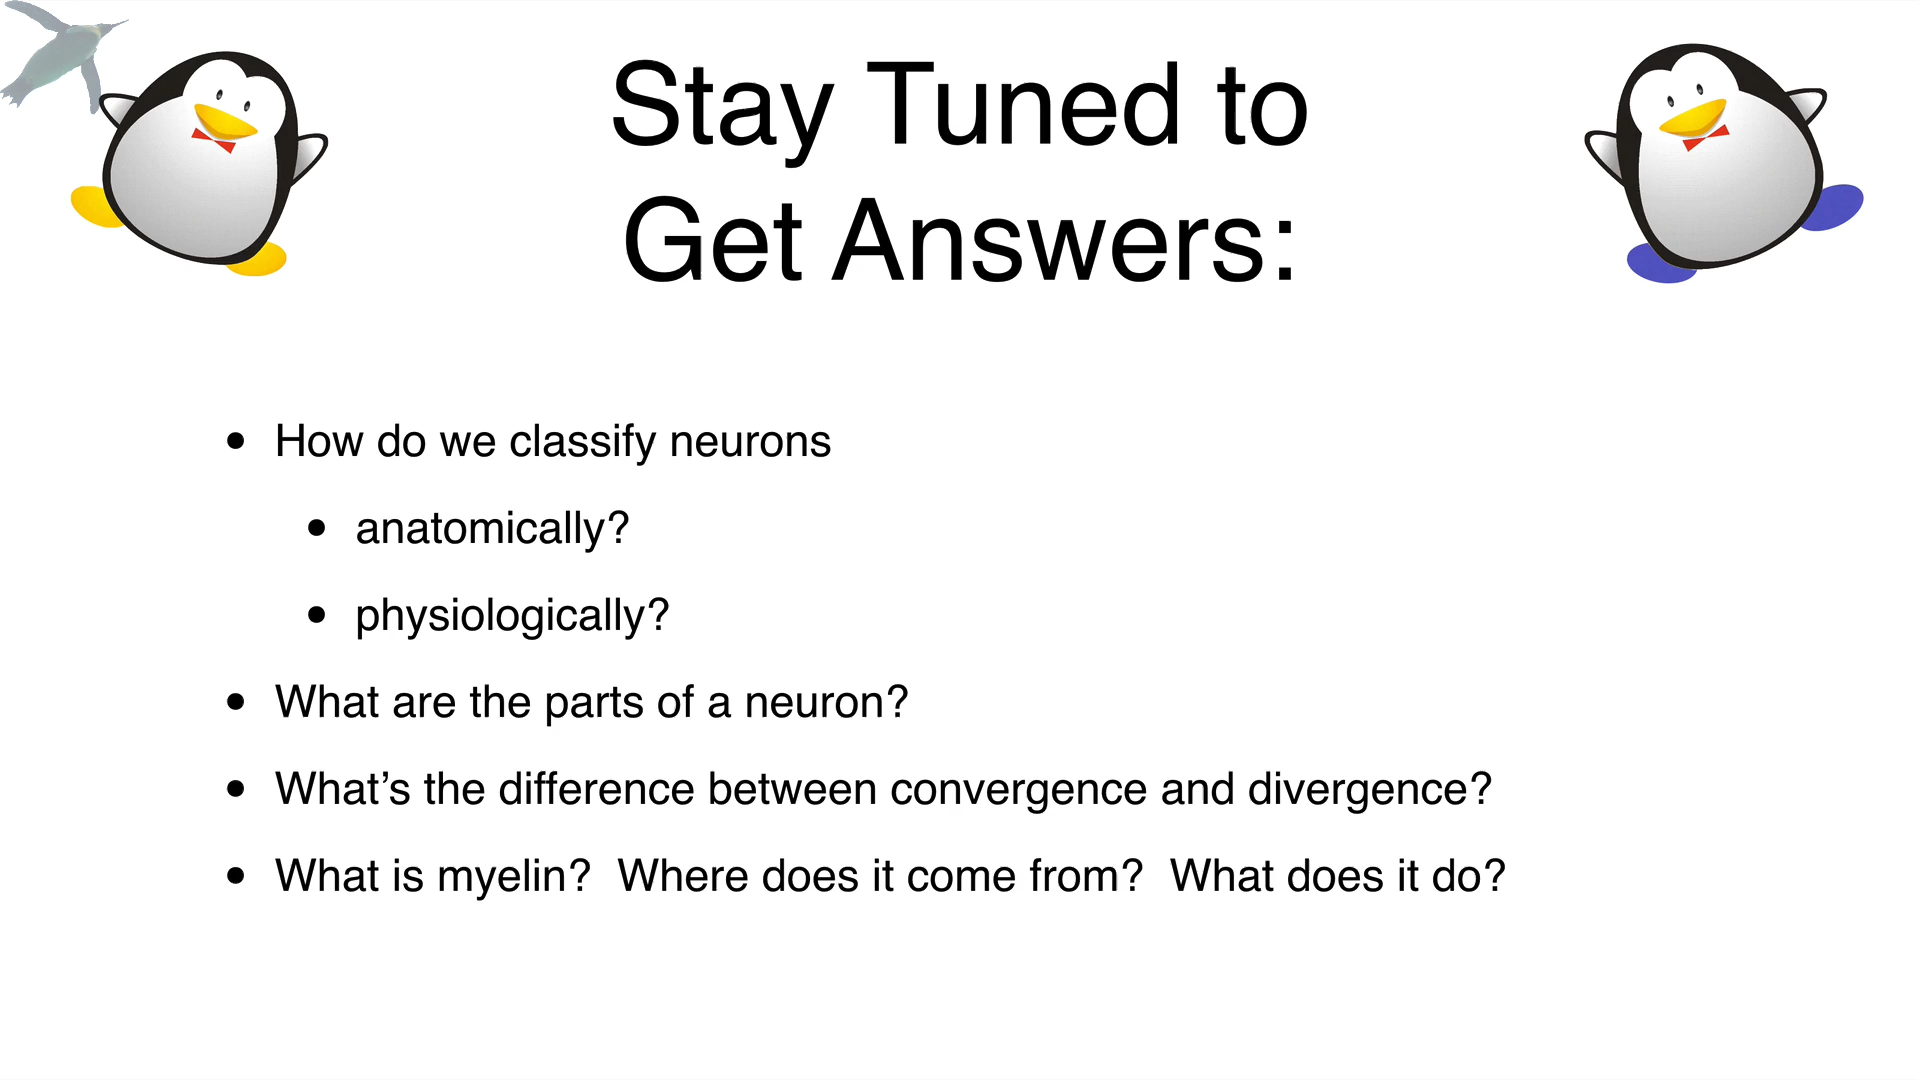 Stay Tuned to
Get Answers:
• How do we classify neurons
• anatomically?
• physiologically?
• What are the parts of a neuron?
• What’s the difference between convergence and divergence?
• What is myelin?  Where does it come from?  What does it do?